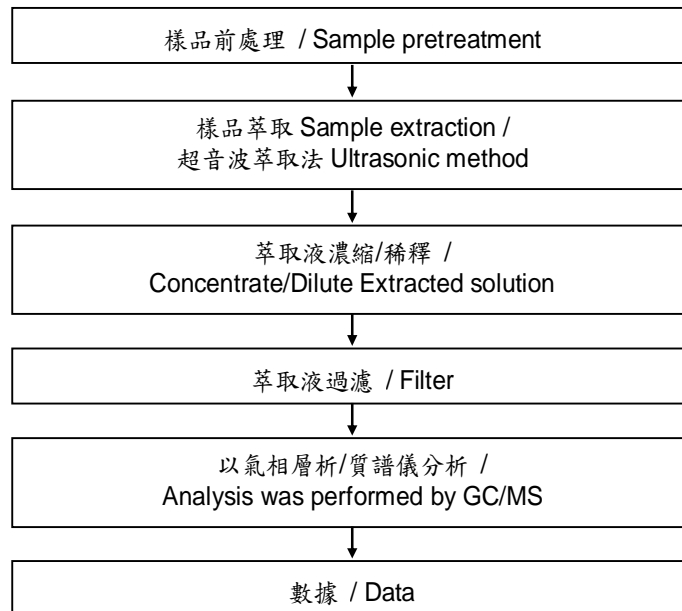 樣品前處理 / Sample pretreatment
樣品萃取 Sample extraction /
超音波萃取法 Ultrasonic method
萃取液濃縮/稀釋 /
Concentrate/Dilute Extracted solution
萃取液過濾 / Filter
以氣相層析/質譜儀分析 /
Analysis was performed by GC/MS
數據 / Data